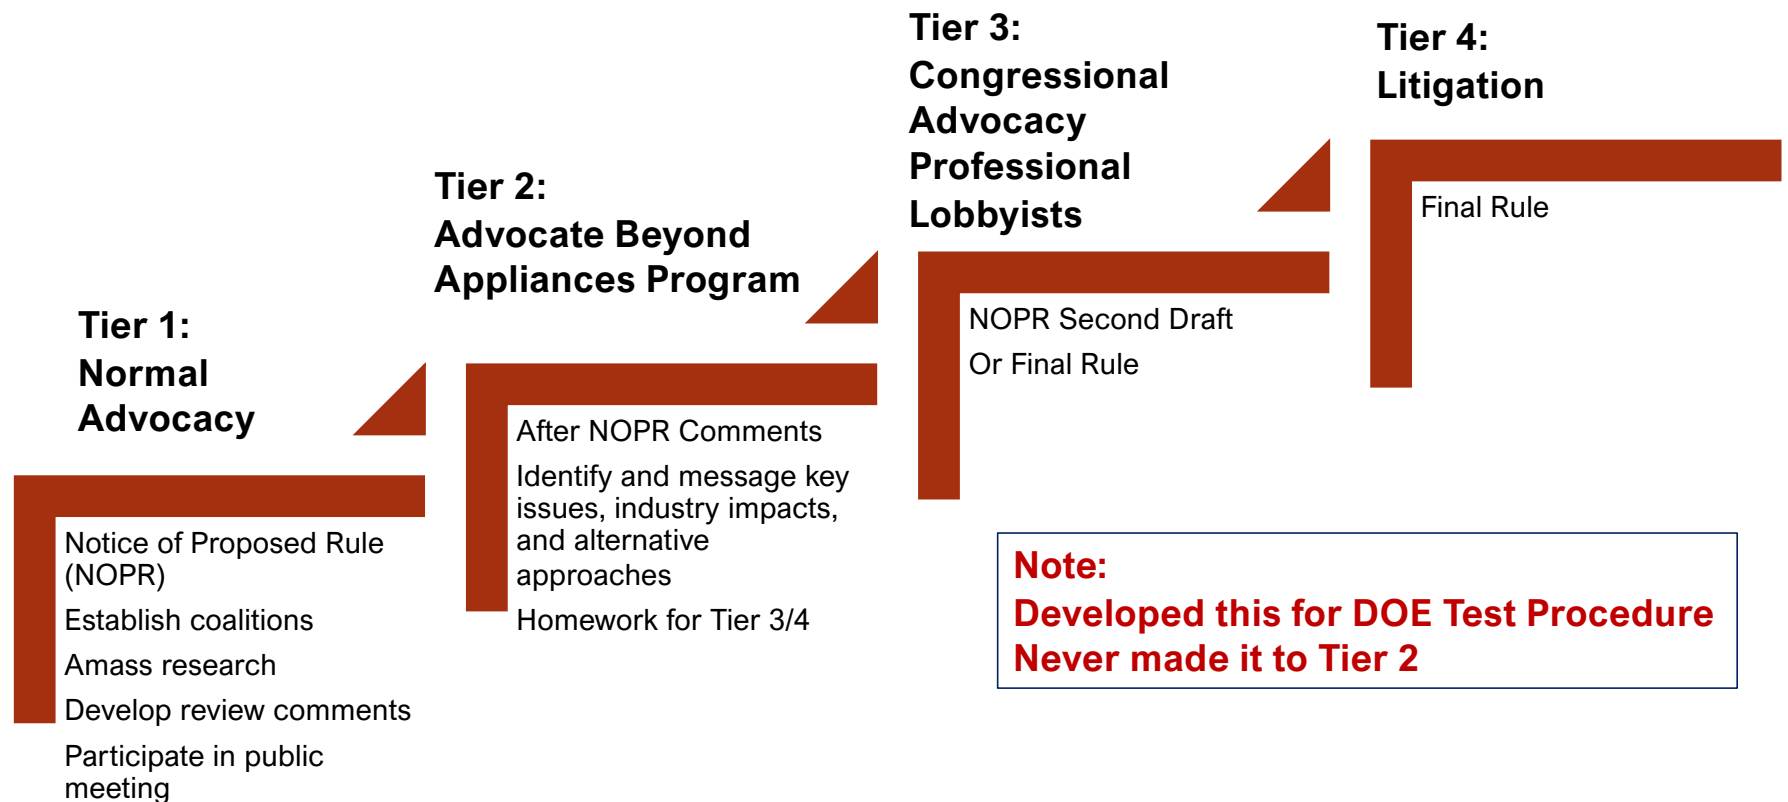 Tier 1:
Normal
Advocacy
Notice of Proposed Rule
(NOPR)
Establish coalitions
Amass research
Develop review comments
Participate in public
meeting
Tier 2:
Advocate Beyond
Appliances Program
After NOPR Comments
Identify and message key
issues, industry impacts,
and alternative
approaches
Homework for Tier 3/4
Tier 3:
Congressional
Advocacy
Professional
Lobbyists
NOPR Second Draft
Or Final Rule
Tier 4:
Litigation
Final Rule
Note:
Developed this for DOE Test Procedure
Never made it to Tier 2